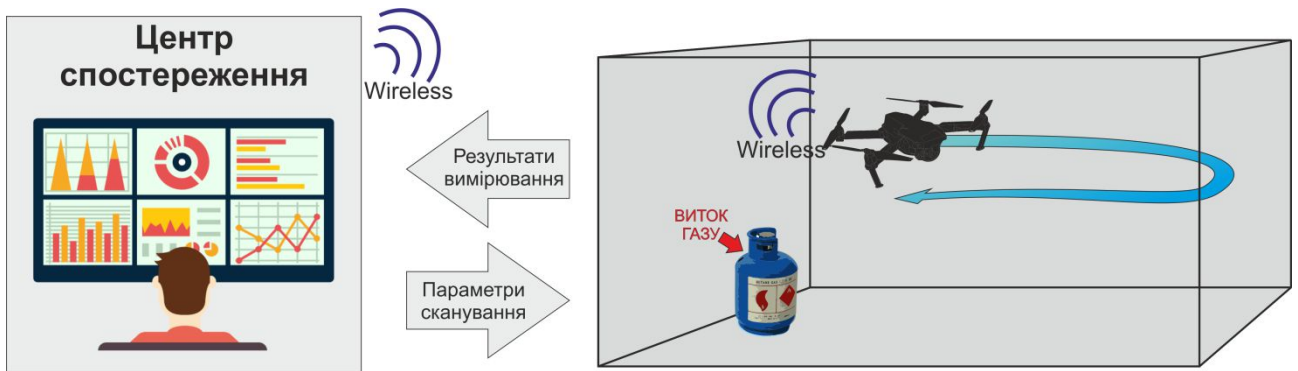 Центр
спостереження
Wireless
Результати
вимірювання
Параметри
сканування
Wireless
ВИТОК
ГАЗУ